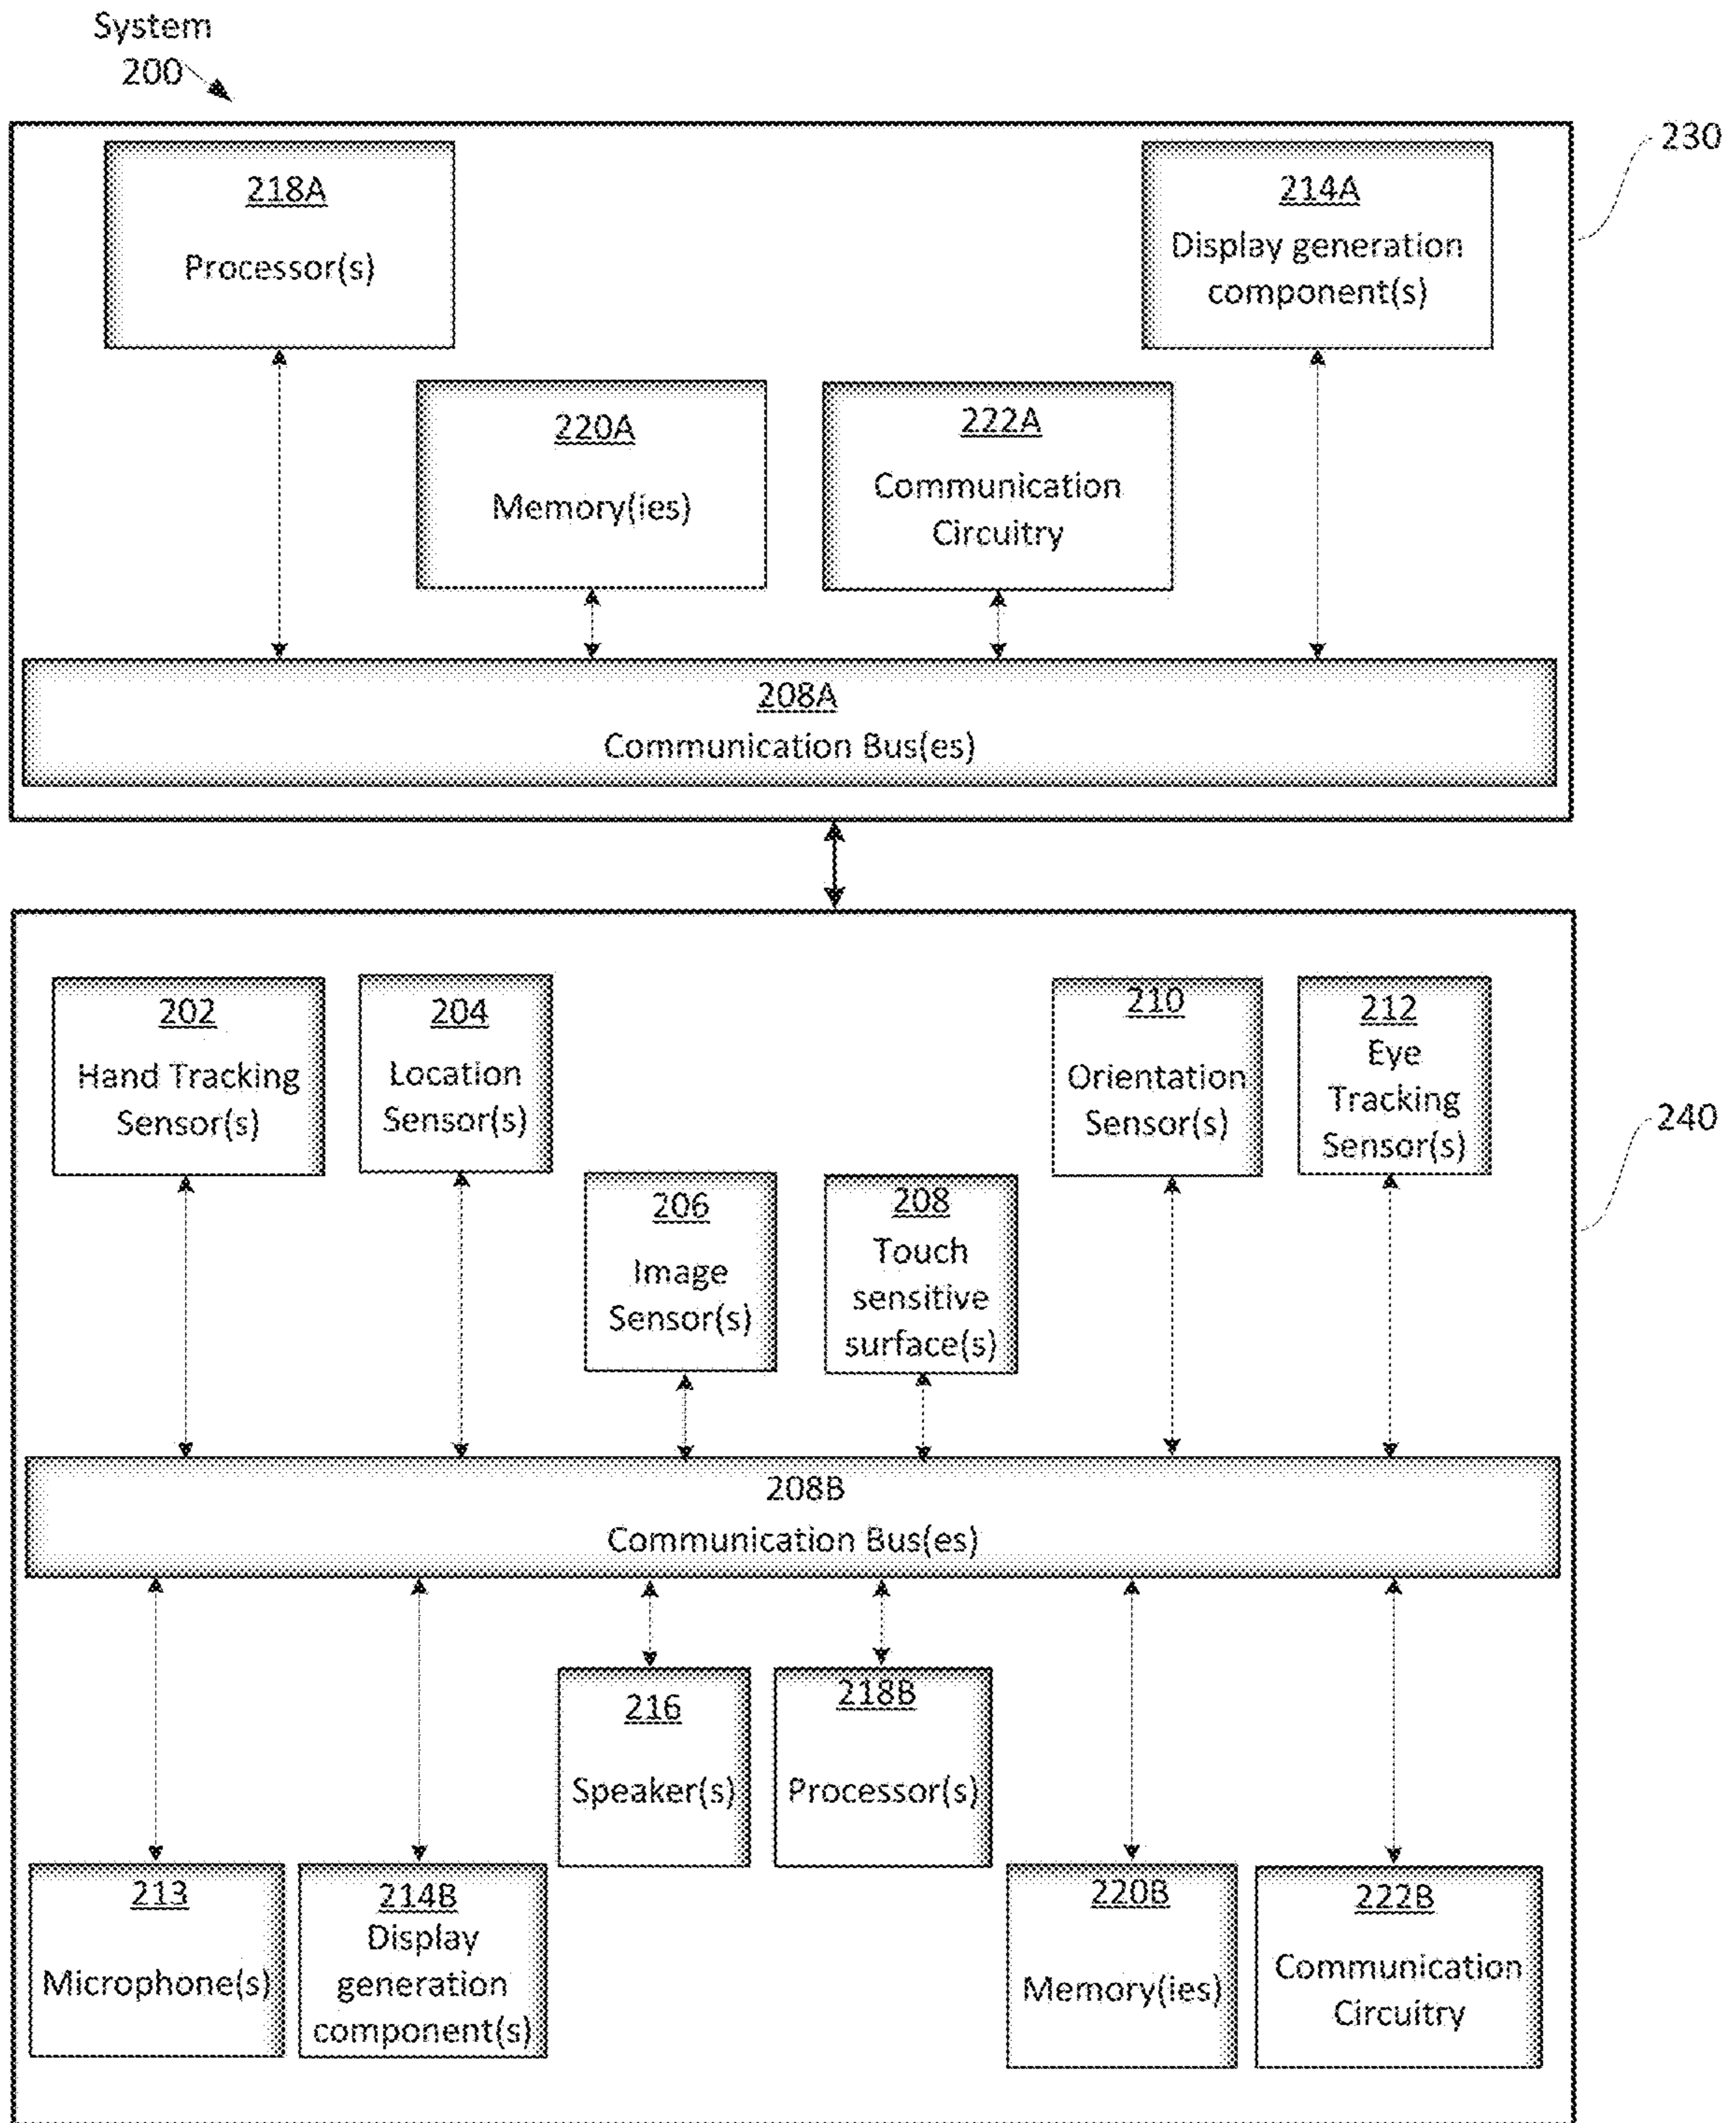 System
200
230
218A
Processor(s)
214A
Display generation
component(s)
220A
Memory(ies)
222A
Communication
Circuitry
208A
Communication Bus(es)
202
Hand Tracking
Sensor(s)
204
Location
Sensor(s)
206
Image
Sensor(s)
208
Touch
sensitive
surface(s)
210
Orientation
Sensor(s)
212
Eye
Tracking
Sensor(s)
240
208B
Communication Bus(es)
213
Microphone(s)
214B
Display
generation
component(s)
216
Speaker(s)
218B
Processor(s)
220B
Memory(ies)
222B
Communication
Circuitry